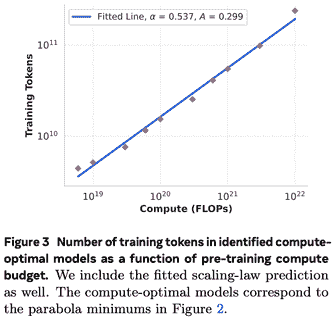 Fitted Line, α = 0.537, A = 0.299
10¹¹
Training Tokens
10¹⁰
10¹⁹ 10²⁰ 10²¹ 10²²
Compute (FLOPs)
Figure 3 Number of training tokens in identified compute-
optimal models as a function of pre-training compute
budget. We include the fitted scaling-law prediction
as well. The compute-optimal models correspond to
the parabola minimums in Figure 2.